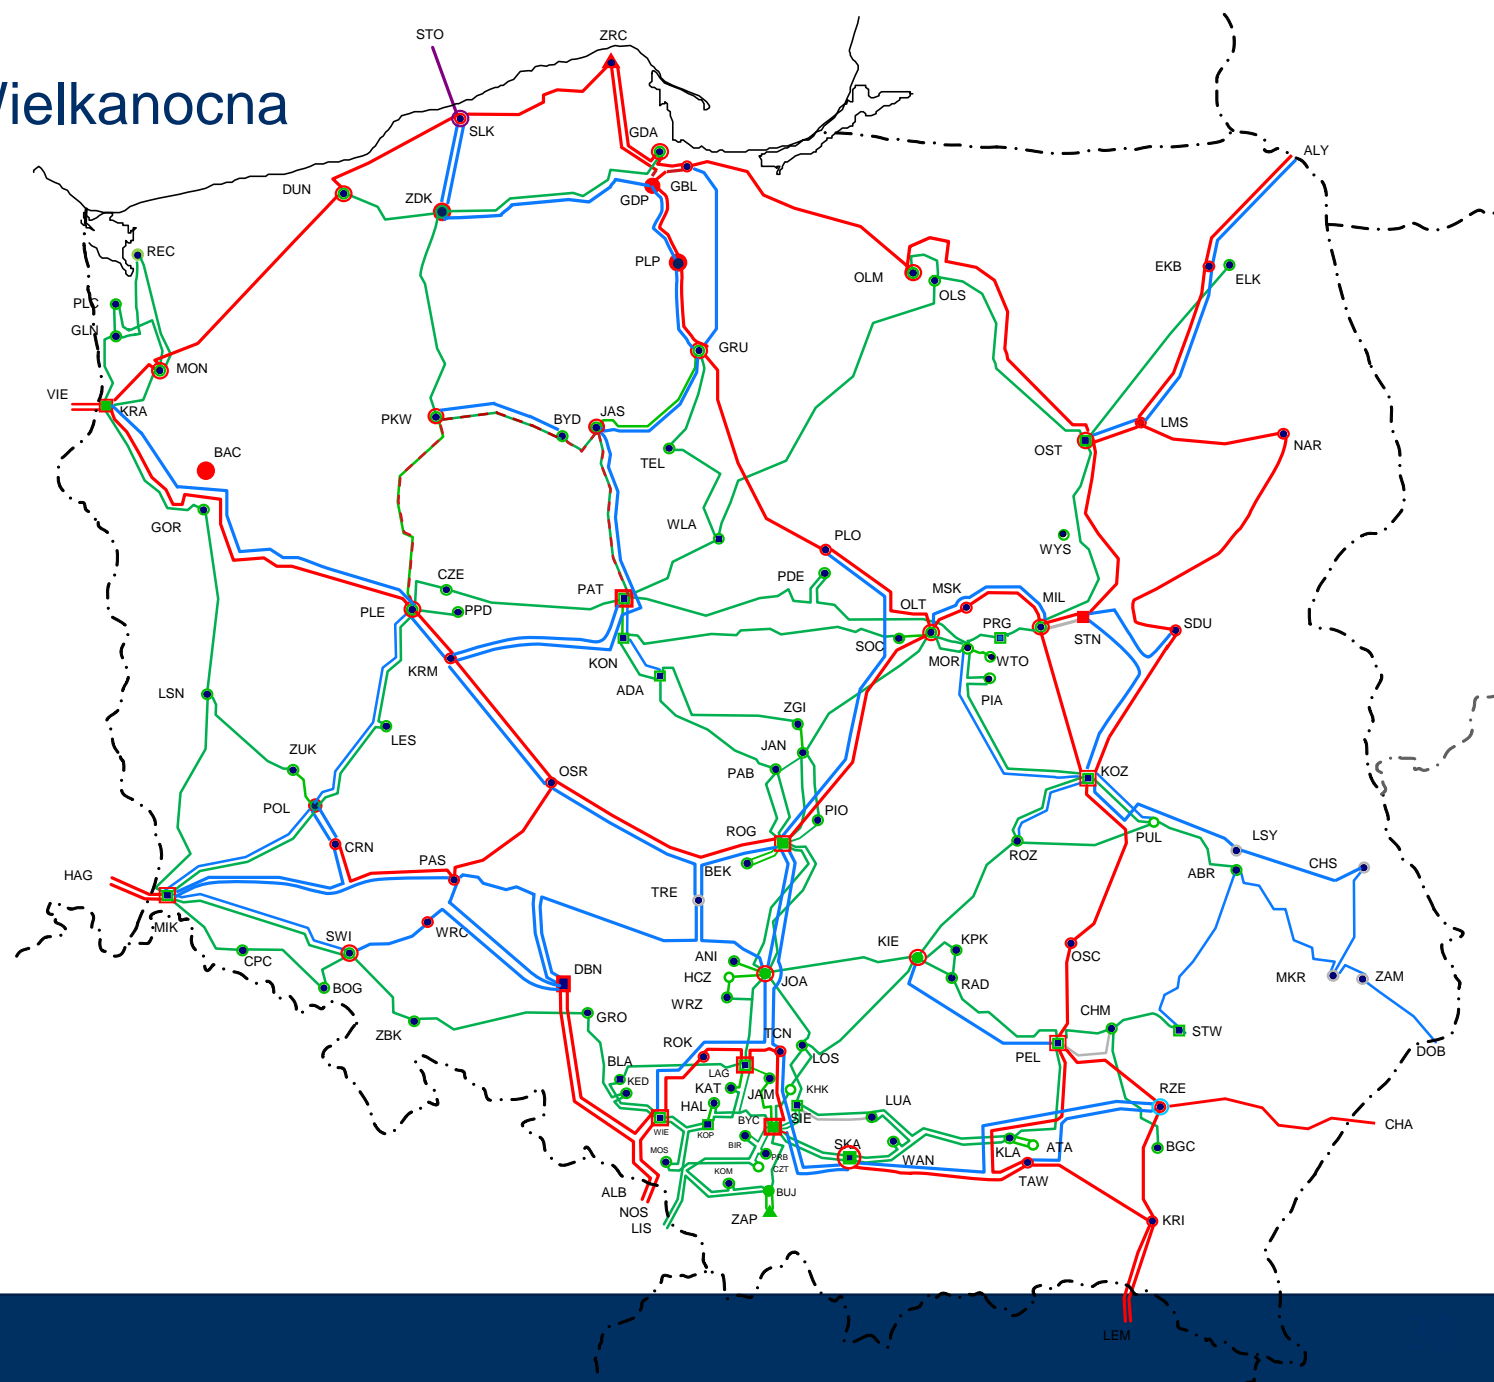 STO
ZRC
Wielkanocna
SLK
GDA
ALY
DUN
ZDK
GDP
GBL
REC
PLP
OLM
OLS
EKB
ELK
PLC
GLN
GRU
MON
VIE
KRA
PKW
BYD
JAS
LMS
NAR
BAC
TEL
OST
GOR
WLA
PLO
WYS
CZE
PLE
PPD
PAT
PDE
MSK
OLT
MIL
PRG
STN
SDU
SOC
MOR
WTO
KRM
KON
LSN
ADA
PIA
LES
ZGI
ZUK
JAN
PAB
OSR
KOZ
POL
PIO
CRN
ROG
ROZ
PUL
LSY
PAS
BEK
CHS
HAG
TRE
ABR
MIK
SWI
WRC
KIE
KPK
OSC
CPC
ANI
DBN
HCZ
JOA
RAD
MKR
ZAM
BOG
WRZ
GRO
ZBK
CHM
STW
TCN
ROK
BLA
LAG
LOS
PEL
DOB
KED
KAT
JAM
KHK
RZE
HAL
LUA
WIE
KOP
BYC
SIE
CHA
MOS
BIR
PRB
SKA
WAN
KLA
ATA
BGC
KOM
CZT
TAW
ALB
BUJ
NOS
LIS
ZAP
KRI
LEM